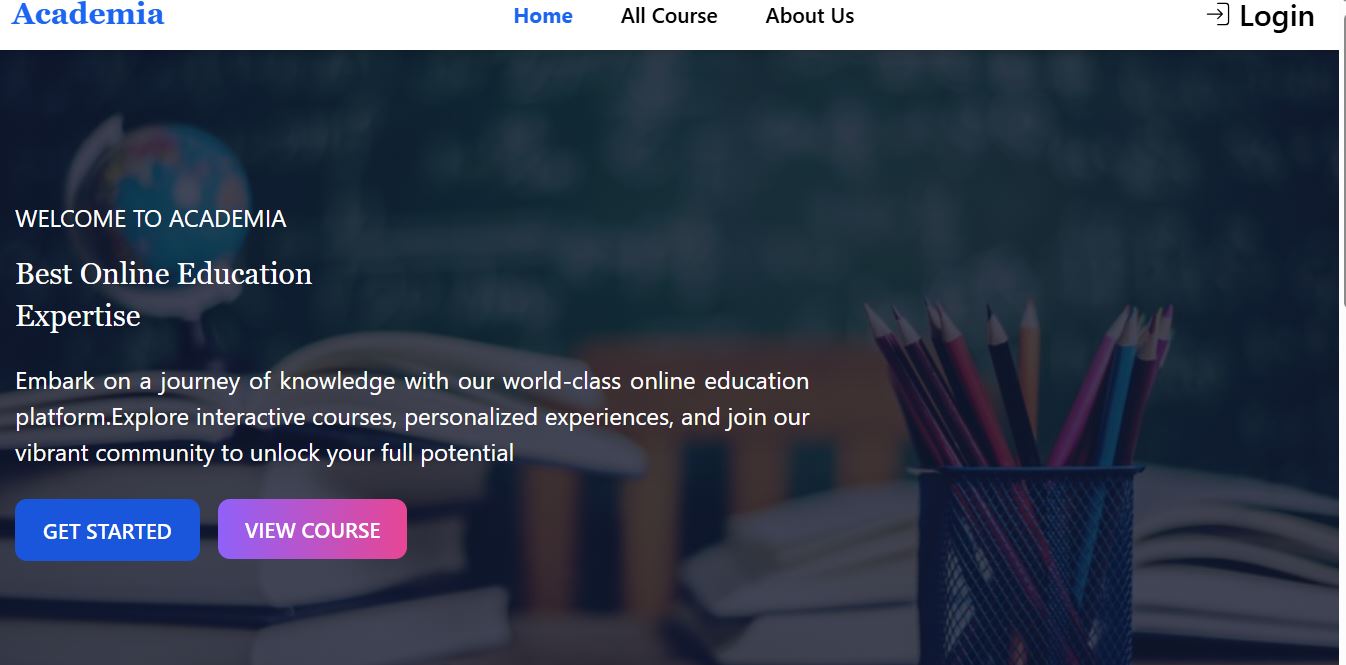 Academia
Home
All Course
About Us
Login
WELCOME TO ACADEMIA
Best Online Education
Expertise
Embark on a journey of knowledge with our world-class online education
platform.Explore interactive courses, personalized experiences, and join our
vibrant community to unlock your full potential
GET STARTED
VIEW COURSE